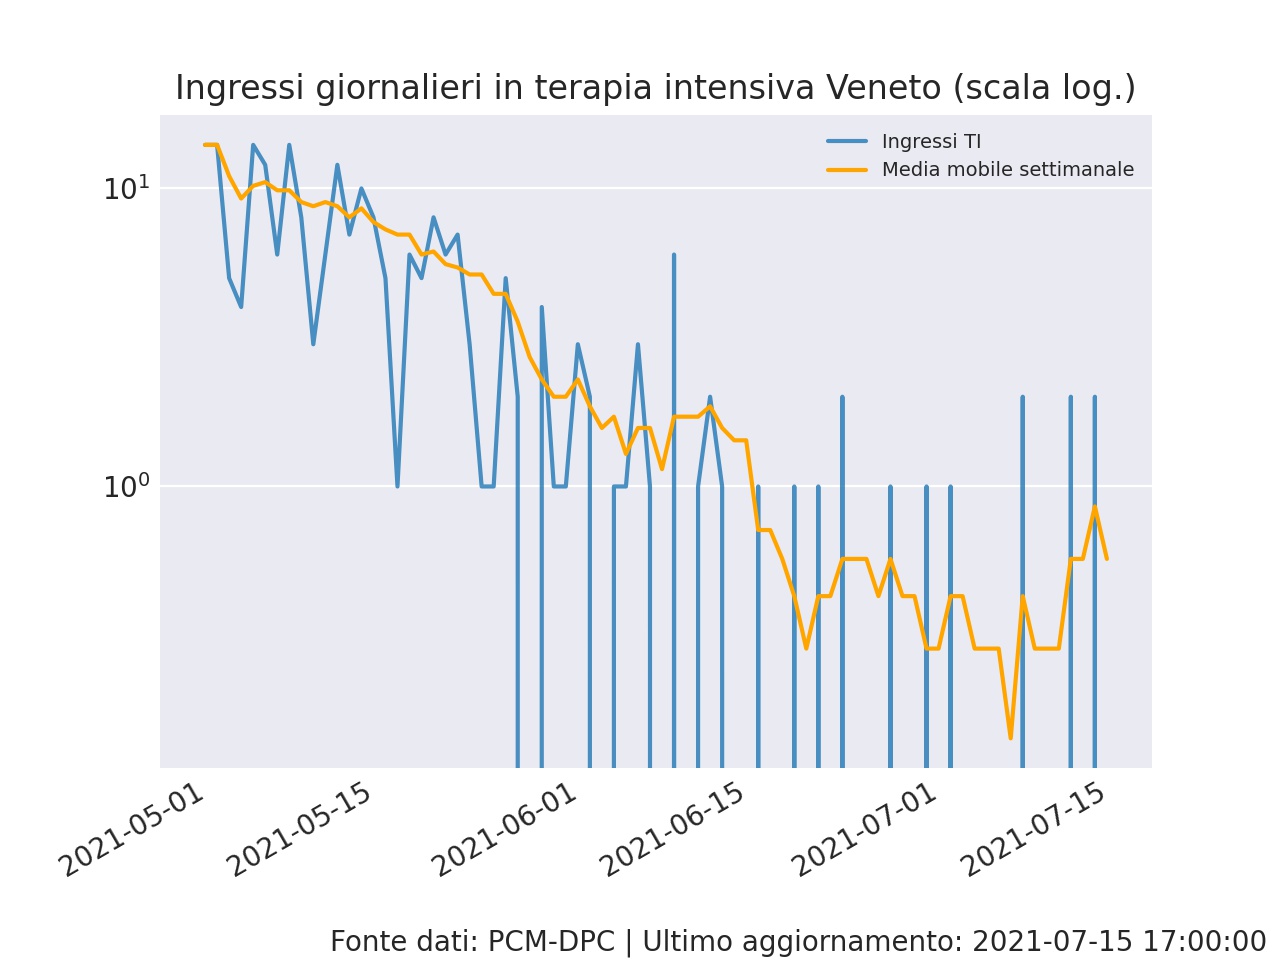 Ingressi giornalieri in terapia intensiva Veneto (scala log.)
Ingressi TI
Media mobile settimanale
10¹
10⁰
2021-05-01
2021-05-15
2021-06-01
2021-06-15
2021-07-01
2021-07-15
Fonte dati: PCM-DPC | Ultimo aggiornamento: 2021-07-15 17:00:00